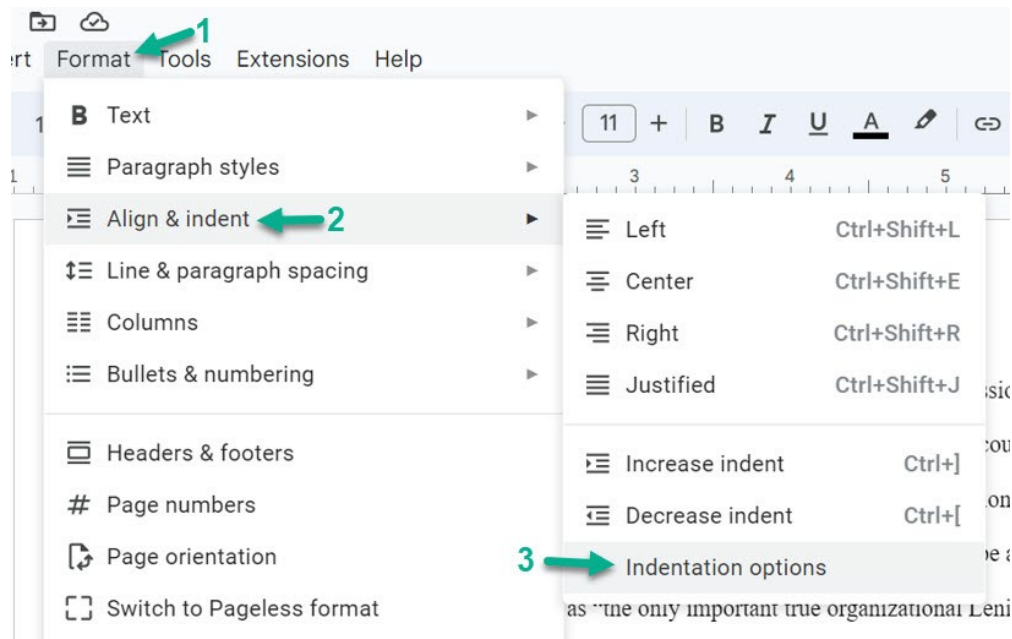 1
rt Format Tools Extensions Help
B Text
11 + B I U A
Paragraph styles
1 3 4 5
Align & indent 2
Left Ctrl+Shift+L
Line & paragraph spacing
Center Ctrl+Shift+E
Columns
Right Ctrl+Shift+R
Bullets & numbering
Justified Ctrl+Shift+J
Headers & footers
Increase indent Ctrl+]
Page numbers
Decrease indent Ctrl+[
Page orientation
3 Indentation options
Switch to Pageless format
as “the only important true organizational Leni